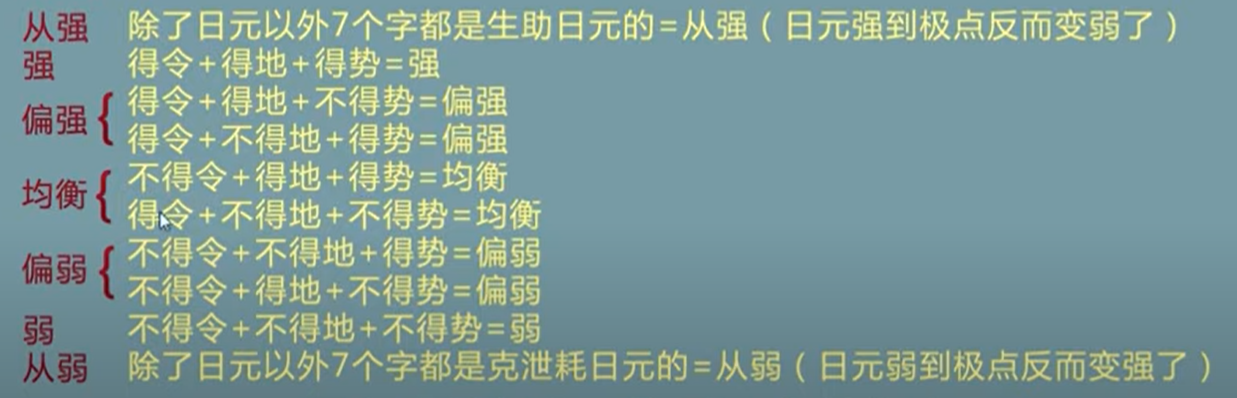 从强 除了日元以外7个字都是生助日元的=从强（日元强到极点反而变弱了）
强 得令+得地+得势=强
偏强 { 得令+得地+不得势=偏强
得令+不得地+得势=偏强
均衡 { 不得令+得地+得势=均衡
得令+不得地+不得势=均衡
偏弱 { 不得令+不得地+得势=偏弱
不得令+得地+不得势=偏弱
弱 不得令+不得地+不得势=弱
从弱 除了日元以外7个字都是克泄耗日元的=从弱（日元弱到极点反而变强了）